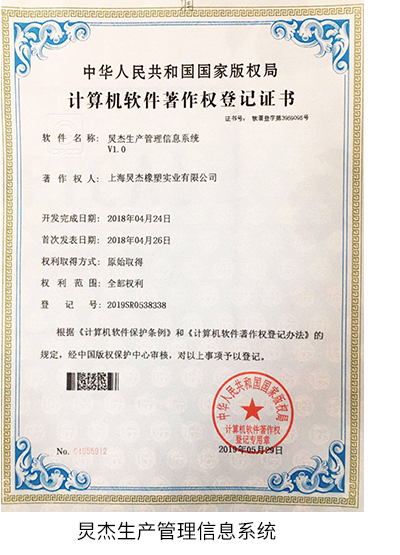 中华人民共和国国家版权局
计算机软件著作权登记证书
证书号: 软著登字第3959095号
软件名称: 炅杰生产管理信息系统
V1.0
著作权人: 上海炅杰橡塑实业有限公司
开发完成日期: 2018年04月24日
首次发表日期: 2018年04月26日
权利取得方式: 原始取得
权利范围: 全部权利
登记号: 2019SR0538338
根据《计算机软件保护条例》和《计算机软件著作权登记办法》的
规定,经中国版权保护中心审核,对以上事项予以登记。
中华人民共和国国家版权局
计算机软件著作权
登记专用章
No.
2019年05月29日
炅杰生产管理信息系统